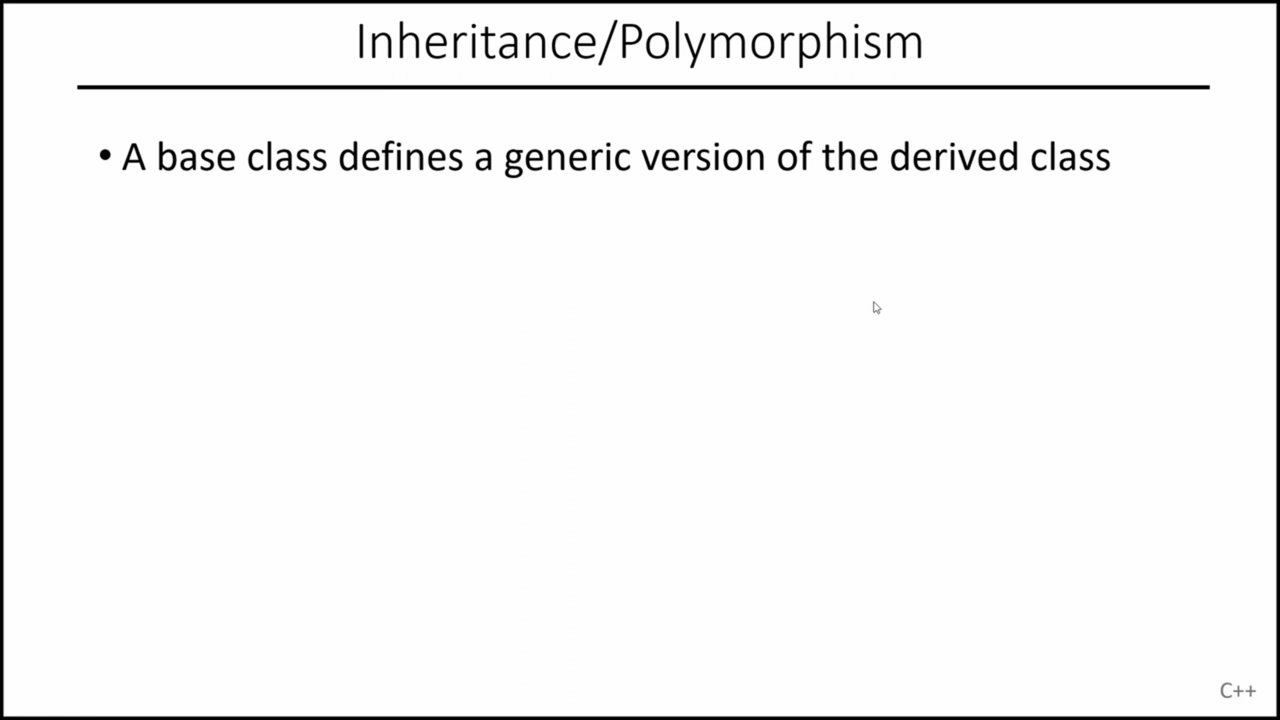 Inheritance/Polymorphism
• A base class defines a generic version of the derived class
C++